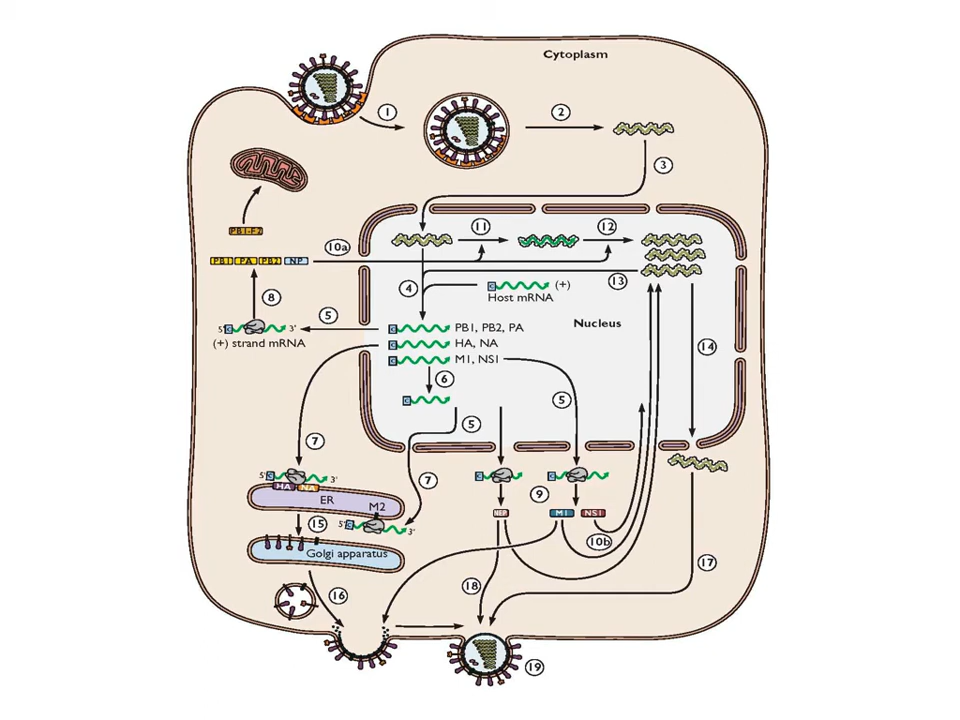 Cytoplasm
1
2
3
PB1-F2
11
12
10a
PB1 PA PB2 NP
4
13
C
(+)
Host mRNA
8
5
Nucleus
5' C 3'
(+) strand mRNA
C PB1, PB2, PA
C HA, NA
C M1, NS1
14
6
C
5
5
7
7
5' C 3'
C
C
HA NA
ER
9
M2
NEP
M1
NS1
15
5' C 3'
10b
Golgi apparatus
17
16
18
19